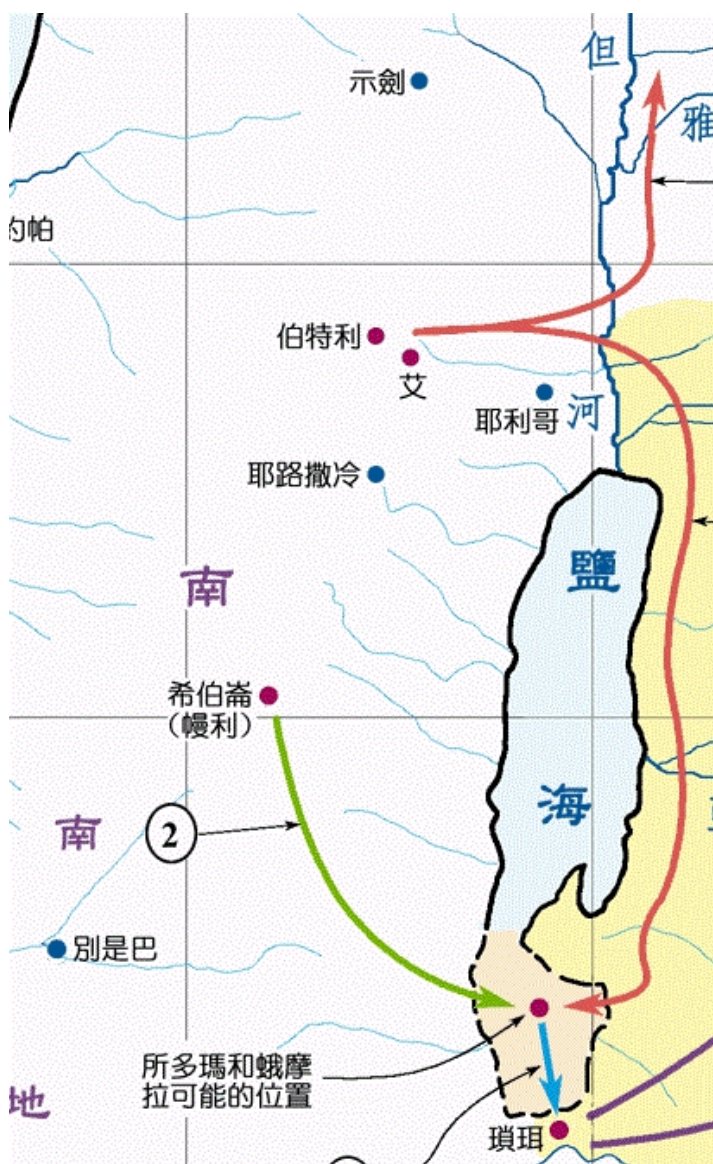 但
示劍
雅
約帕
伯特利
艾
耶利哥
河
耶路撒冷
鹽
南
希伯崙
（幔利）
海
2
南
別是巴
所多瑪和蛾摩
拉可能的位置
地
瑣珥